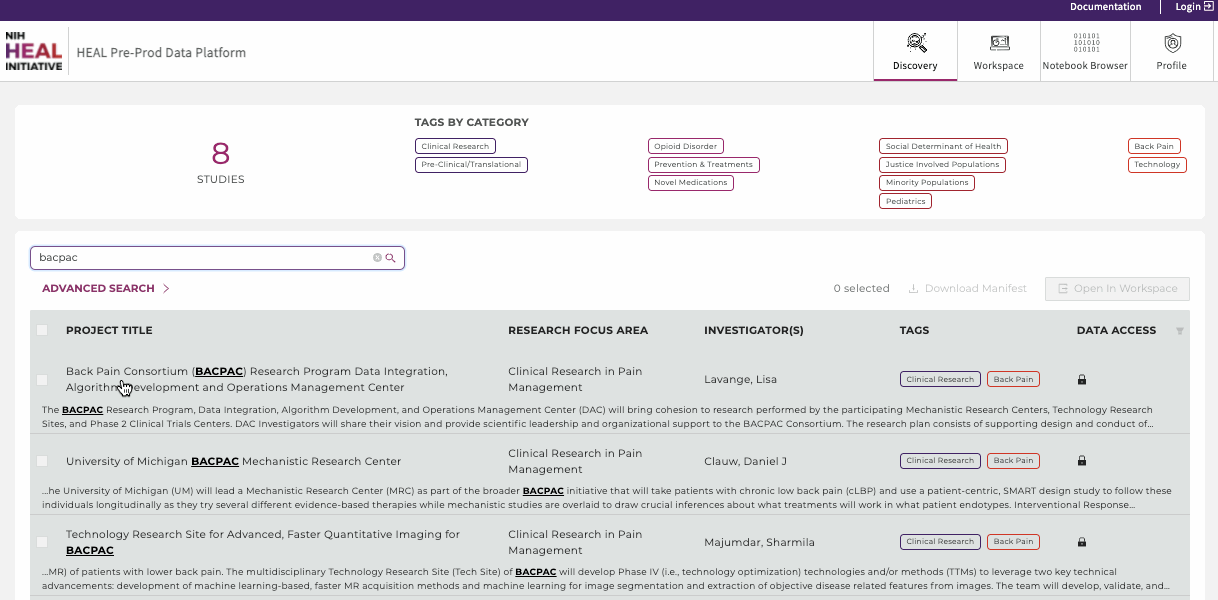 Documentation
Login
NIH
HEAL
INITIATIVE
HEAL Pre-Prod Data Platform
Discovery
Workspace
010101
101010
010101
Notebook Browser
Profile
8
STUDIES
TAGS BY CATEGORY
Clinical Research
Pre-Clinical/Translational
Opioid Disorder
Prevention & Treatments
Novel Medications
Social Determinant of Health
Justice Involved Populations
Minority Populations
Pediatrics
Back Pain
Technology
bacpac
ADVANCED SEARCH
0 selected
Download Manifest
Open In Workspace
PROJECT TITLE
RESEARCH FOCUS AREA
INVESTIGATOR(S)
TAGS
DATA ACCESS
Back Pain Consortium (BACPAC) Research Program Data Integration,
Algorithm Development and Operations Management Center
Clinical Research in Pain
Management
Lavange, Lisa
Clinical Research
Back Pain
The BACPAC Research Program, Data Integration, Algorithm Development, and Operations Management Center (DAC) will bring cohesion to research performed by the participating Mechanistic Research Centers, Technology Research
Sites, and Phase 2 Clinical Trials Centers. DAC Investigators will share their vision and provide scientific leadership and organizational support to the BACPAC Consortium. The research plan consists of supporting design and conduct of…
University of Michigan BACPAC Mechanistic Research Center
Clinical Research in Pain
Management
Clauw, Daniel J
Clinical Research
Back Pain
…he University of Michigan (UM) will lead a Mechanistic Research Center (MRC) as part of the broader BACPAC initiative that will take patients with chronic low back pain (cLBP) and use a patient-centric, SMART design study to follow these
individuals longitudinally as they try several different evidence-based therapies while mechanistic studies are overlaid to draw crucial inferences about what treatments will work in what patient endotypes. Interventional Response…
Technology Research Site for Advanced, Faster Quantitative Imaging for
BACPAC
Clinical Research in Pain
Management
Majumdar, Sharmila
Clinical Research
Back Pain
…MR) of patients with lower back pain. The multidisciplinary Technology Research Site (Tech Site) of BACPAC will develop Phase IV (i.e., technology optimization) technologies and/or methods (TTMs) to leverage two key technical
advancements: development of machine learning-based, faster MR acquisition methods and machine learning for image segmentation and extraction of objective disease related features from images. The team will develop, validate, and…